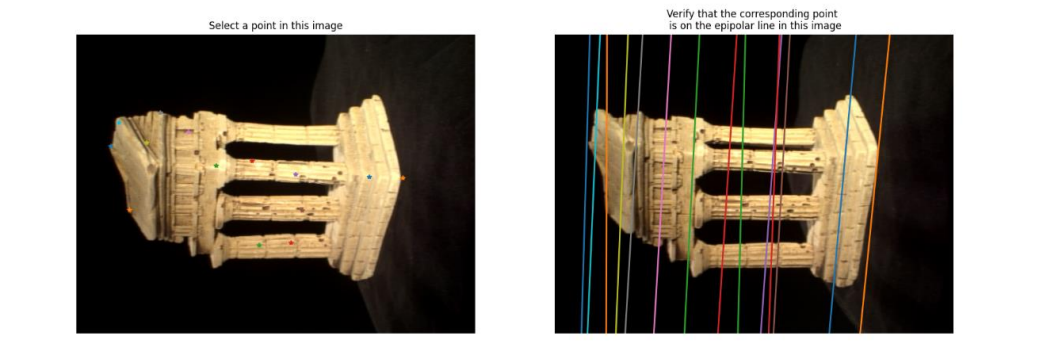 Select a point in this image
Verify that the corresponding point
is on the epipolar line in this image